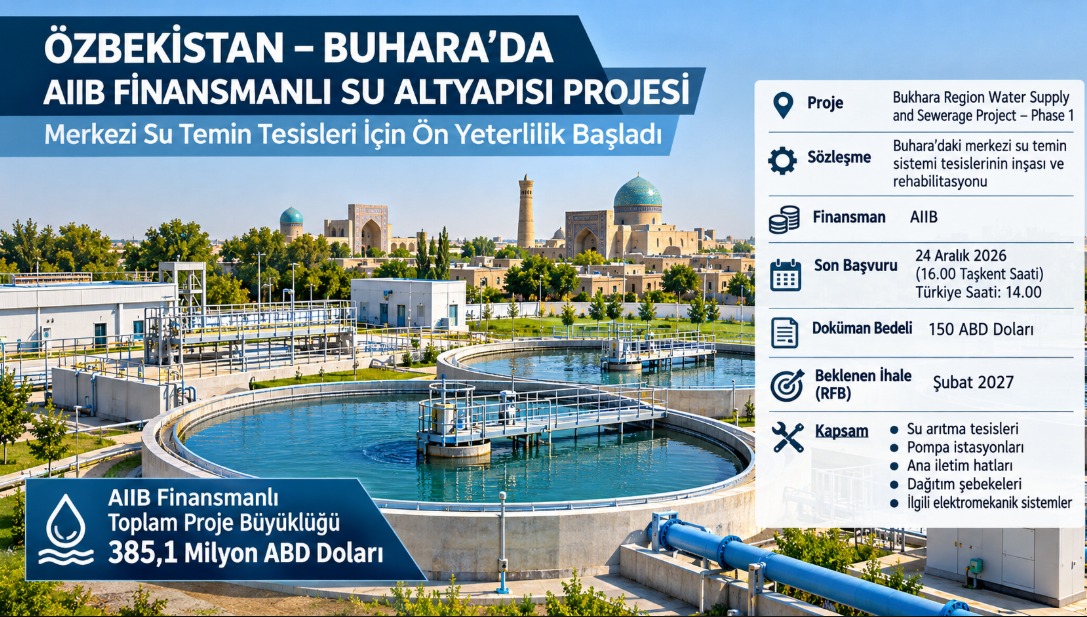 ÖZBEKİSTAN – BUHARA'DA
AIIB FİNANSMANLI SU ALTYAPISI PROJESİ
Merkezi Su Temin Tesisleri İçin Ön Yeterlilik Başladı
Proje
Bukhara Region Water Supply
and Sewerage Project – Phase 1
Sözleşme
Buhara'daki merkezi su temin
sistemi tesislerinin inşası ve
rehabilitasyonu
Finansman
AIIB
Son Başvuru
24 Aralık 2026
(16.00 Taşkent Saati)
Türkiye Saati: 14.00
Doküman Bedeli
150 ABD Doları
Beklenen İhale
(RFB)
Şubat 2027
Kapsam
● Su arıtma tesisleri
● Pompa istasyonları
● Ana iletim hatları
● Dağıtım şebekeleri
● İlgili elektromekanik sistemler
AIIB Finansmanlı
Toplam Proje Büyüklüğü
385,1 Milyon ABD Doları